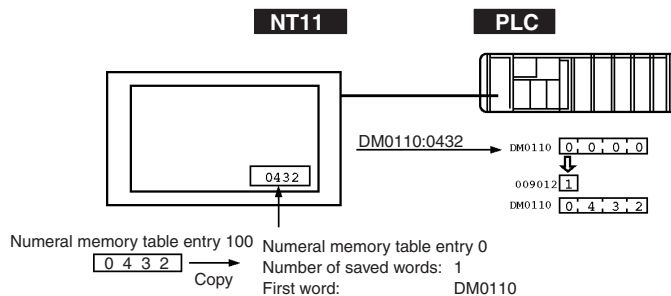 NT11
PLC
DM0110:0432
DM0110 0 0 0 0
0432
009012 1
DM0110 0 4 3 2
Numeral memory table entry 100
0 4 3 2
Copy
Numeral memory table entry 0
Number of saved words: 1
First word: DM0110